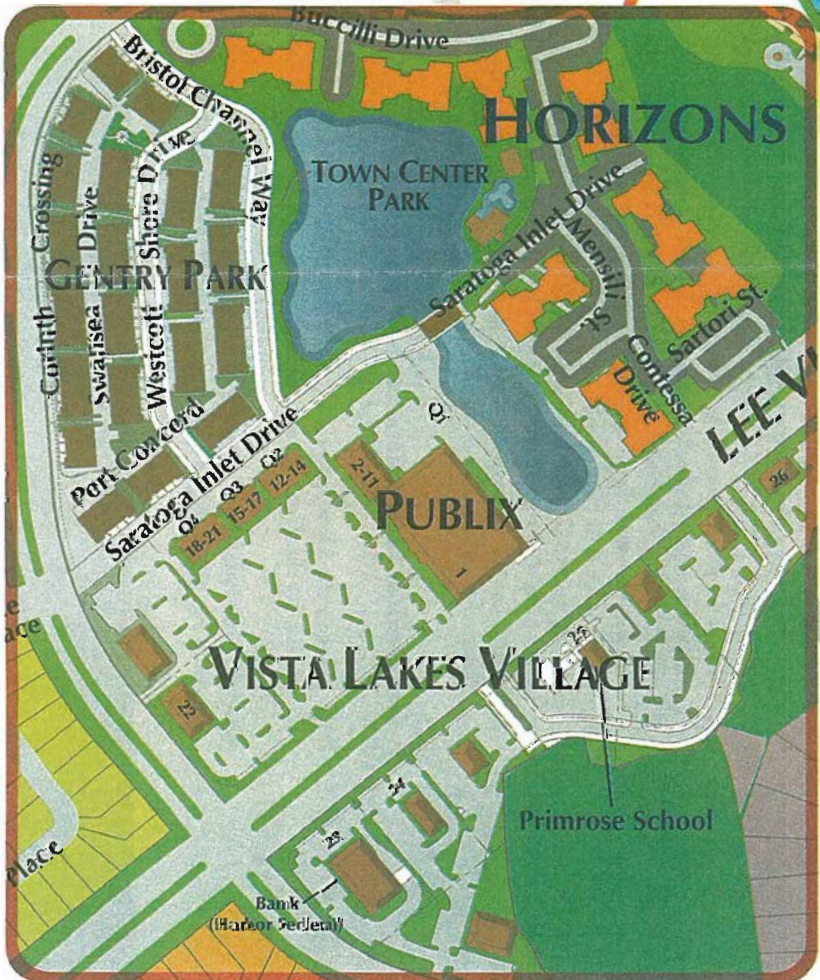 Buccilli Drive
HORIZONS
Bristol Channel Way
TOWN CENTER
PARK
Corinth Crossing
Swansea Drive
Westcott Shore Drive
GENTRY PARK
Saratoga Inlet Drive
Mensili St.
Sartori St.
Contessa
Drive
LEE
Port Concord
Saratoga Inlet Drive
Q1
Q2
Q3
Q4
2-11
12-14
15-17
18-21
PUBLIX
1
26
25
VISTA LAKES VILLAGE
22
24
23
Primrose School
Place
Bank
(Harbor Federal)